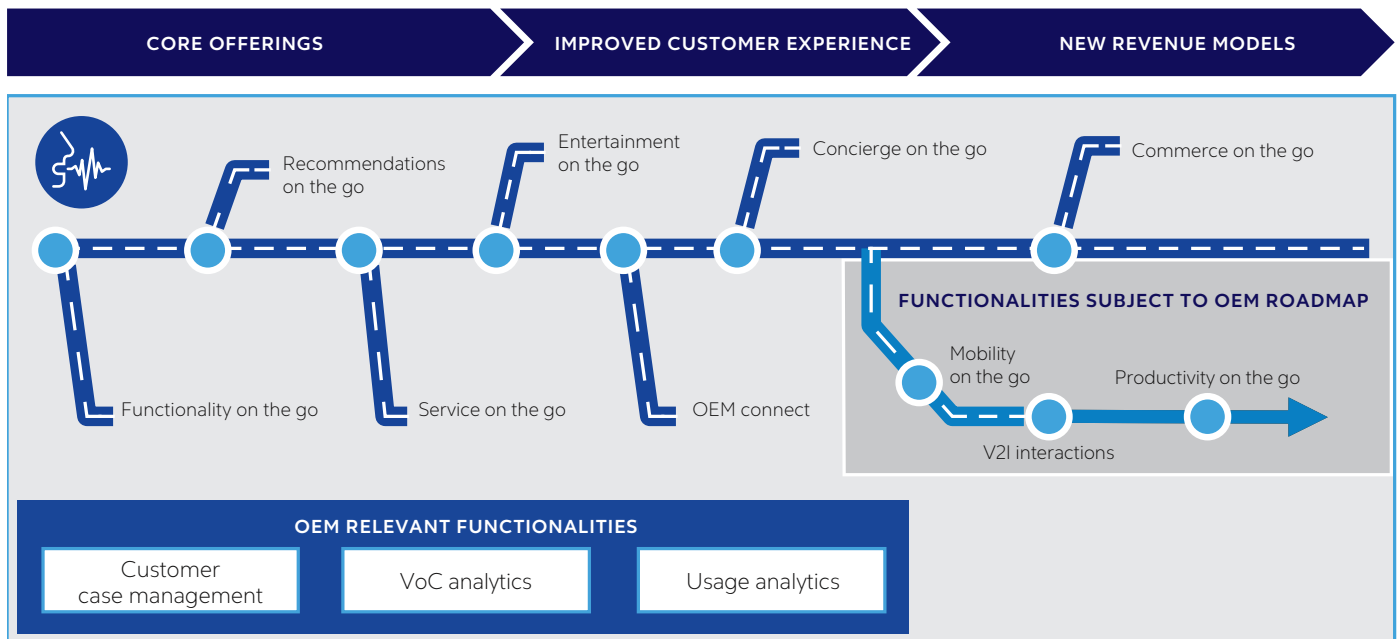 CORE OFFERINGS
IMPROVED CUSTOMER EXPERIENCE
NEW REVENUE MODELS
Recommendations
on the go
Entertainment
on the go
Concierge on the go
Commerce on the go
Functionality on the go
Service on the go
OEM connect
FUNCTIONALITIES SUBJECT TO OEM ROADMAP
Mobility
on the go
Productivity on the go
V2I interactions
OEM RELEVANT FUNCTIONALITIES
Customer
case management
VoC analytics
Usage analytics